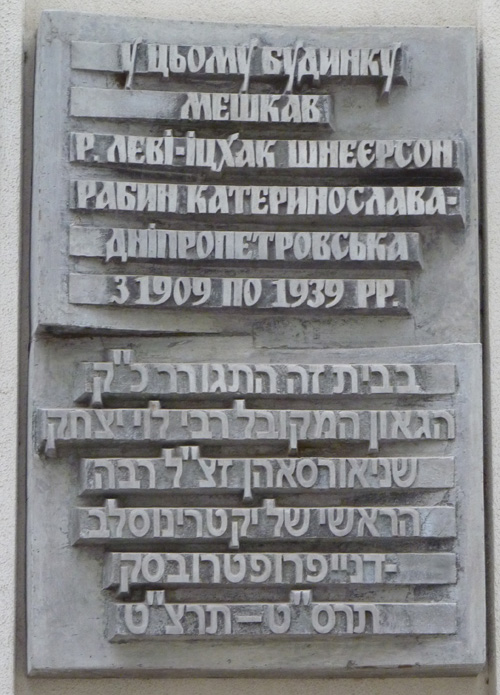 У ЦЬОМУ БУДИНКУ
МЕШКАВ
Р. ЛЕВІ-ІЦХАК ШНЕЄРСОН
РАБИН КАТЕРИНОСЛАВА-
ДНІПРОПЕТРОВСЬКА
З 1909 ПО 1939 РР.
בבית זה התגורר כ"ק
הגאון המקובל רבי לוי יצחק
שניאורסאהן זצ"ל רבה
הראשי של יקטרינוסלב
-דנייפרופטרובסק
תרס"ט – תרצ"ט